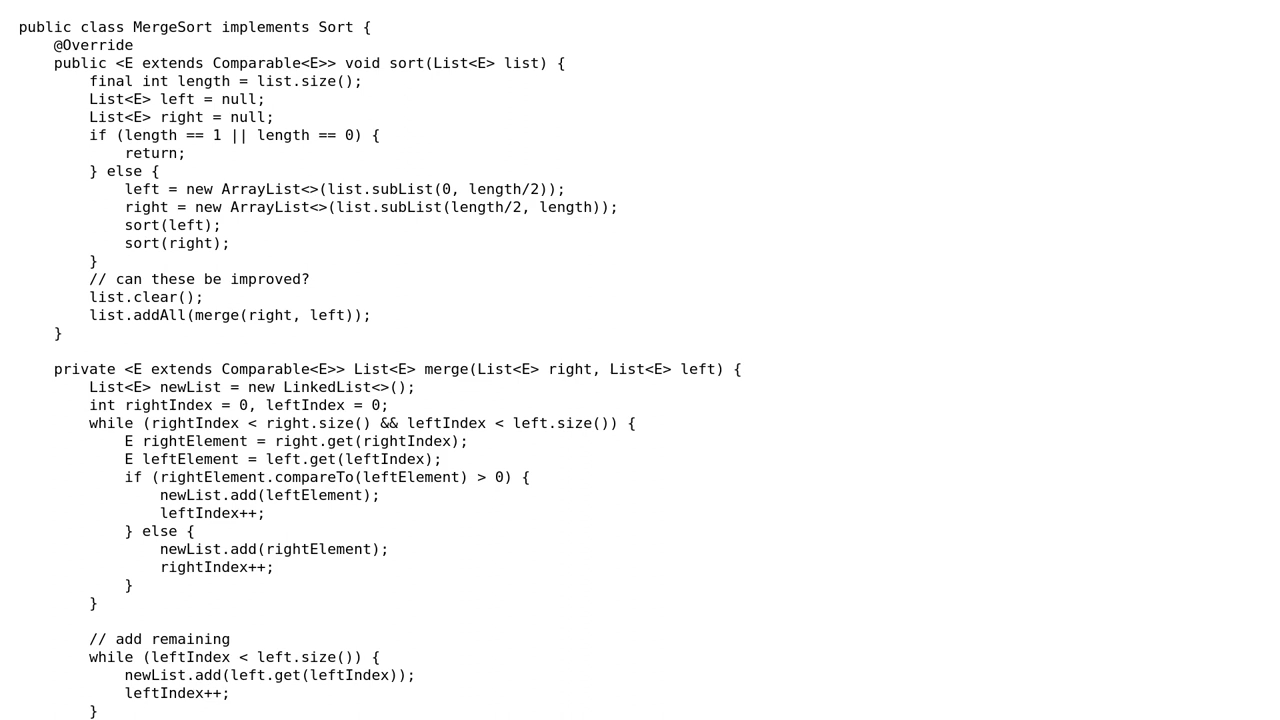 public class MergeSort implements Sort {
    @Override
    public <E extends Comparable<E>> void sort(List<E> list) {
        final int length = list.size();
        List<E> left = null;
        List<E> right = null;
        if (length == 1 || length == 0) {
            return;
        } else {
            left = new ArrayList<>(list.subList(0, length/2));
            right = new ArrayList<>(list.subList(length/2, length));
            sort(left);
            sort(right);
        }
        // can these be improved?
        list.clear();
        list.addAll(merge(right, left));
    }

    private <E extends Comparable<E>> List<E> merge(List<E> right, List<E> left) {
        List<E> newList = new LinkedList<>();
        int rightIndex = 0, leftIndex = 0;
        while (rightIndex < right.size() && leftIndex < left.size()) {
            E rightElement = right.get(rightIndex);
            E leftElement = left.get(leftIndex);
            if (rightElement.compareTo(leftElement) > 0) {
                newList.add(leftElement);
                leftIndex++;
            } else {
                newList.add(rightElement);
                rightIndex++;
            }
        }

        // add remaining
        while (leftIndex < left.size()) {
            newList.add(left.get(leftIndex));
            leftIndex++;
        }